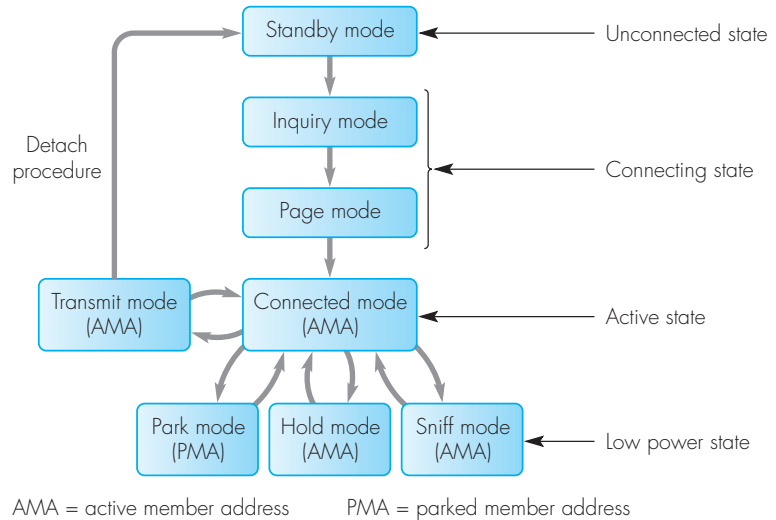 Standby mode
Unconnected state
Inquiry mode
Detach
procedure
Connecting state
Page mode
Transmit mode
(AMA)
Connected mode
(AMA)
Active state
Park mode
(PMA)
Hold mode
(AMA)
Sniff mode
(AMA)
Low power state
AMA = active member address
PMA = parked member address